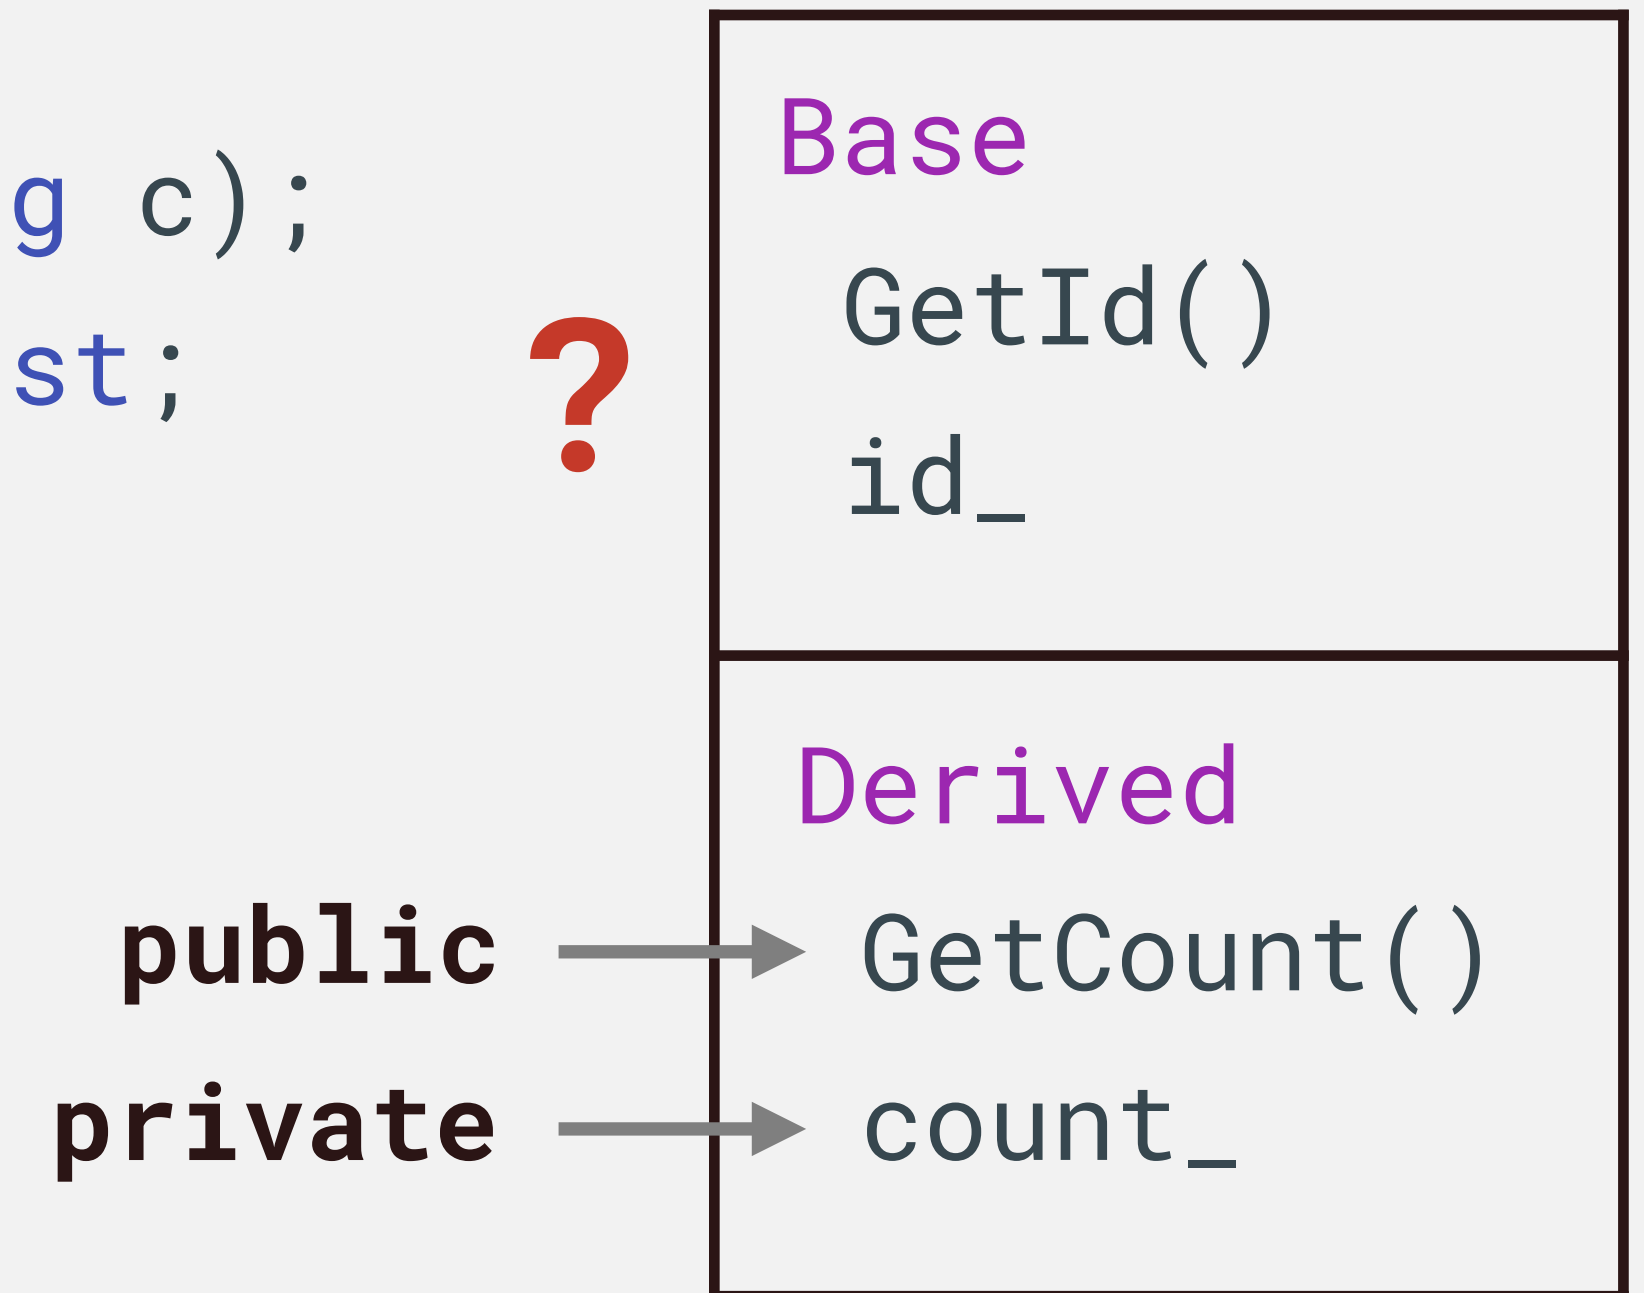 g c);
st;
?
Base
GetId()
id_
Derived
public
GetCount()
private
count_